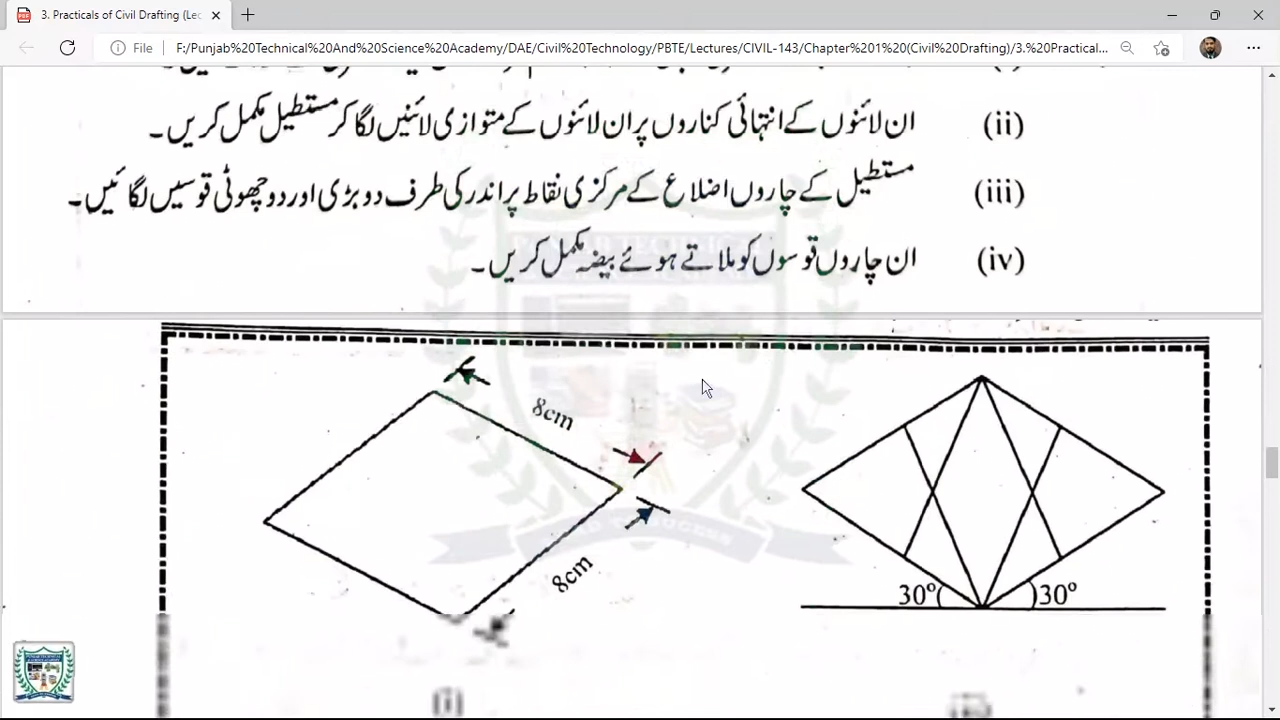 3. Practicals of Civil Drafting (Lec
File
F:/Punjab%20Technical%20And%20Science%20Academy/DAE/Civil%20Technology/PBTE/Lectures/CIVIL-143/Chapter%201%20(Civil%20Drafting)/3.%20Practical...
(ii) ان لائنوں کے انتہائی کناروں پر ان لائنوں کے متوازی لائنیں لگا کر مستطیل مکمل کریں۔
(iii) مستطیل کے چاروں اضلاع کے مرکزی نقاط پر اندر کی طرف دو بڑی اور دو چھوٹی قوسیں لگائیں۔
(iv) ان چاروں قوسوں کو ملاتے ہوئے بیضہ مکمل کریں۔
8cm
8cm
30° 30°
(i)